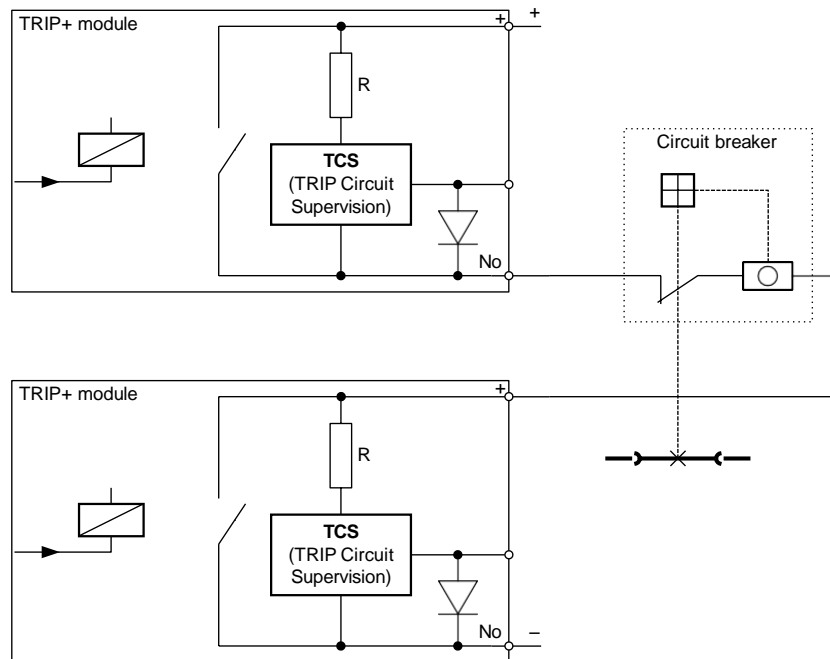 TRIP+ module
+
+
R
TCS
(TRIP Circuit
Supervision)
No
Circuit breaker
TRIP+ module
+
R
TCS
(TRIP Circuit
Supervision)
No
–